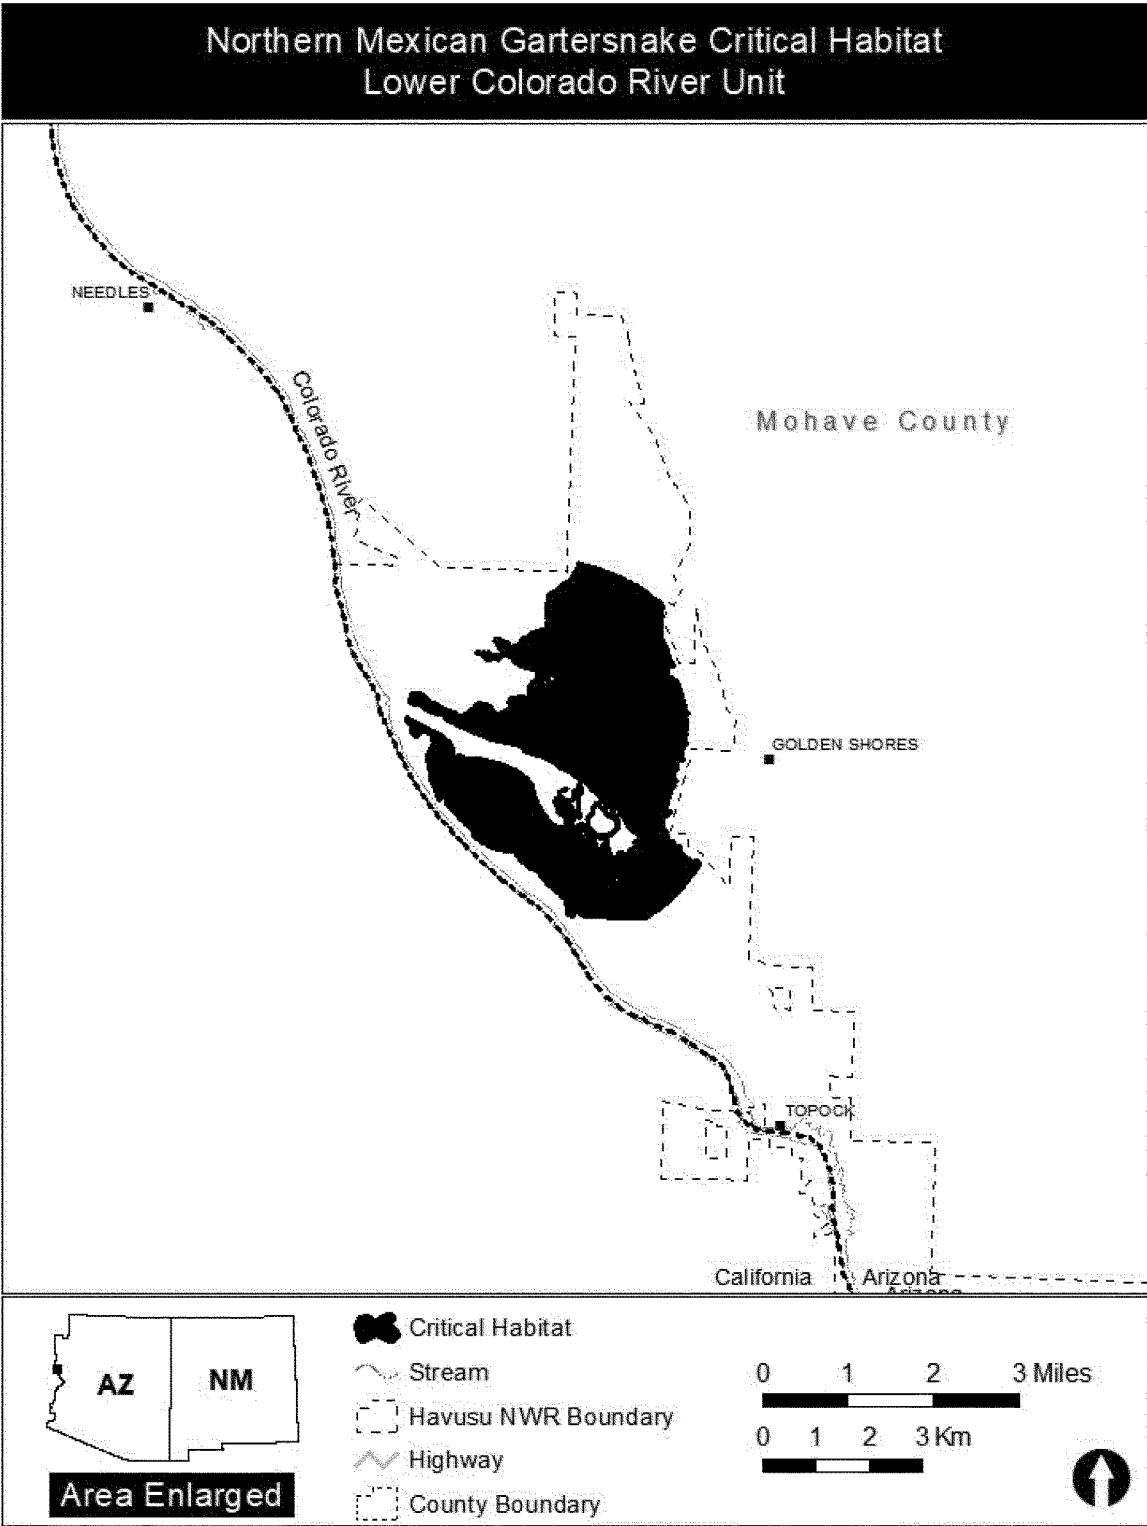 Northern Mexican Gartersnake Critical Habitat
Lower Colorado River Unit
NEEDLES
Colorado River
Mohave County
GOLDEN SHORES
TOPOCK
California
Arizona
Arizona
AZ
NM
Area Enlarged
Critical Habitat
Stream
Havusu NWR Boundary
Highway
County Boundary
0 1 2 3 Miles
0 1 2 3 Km